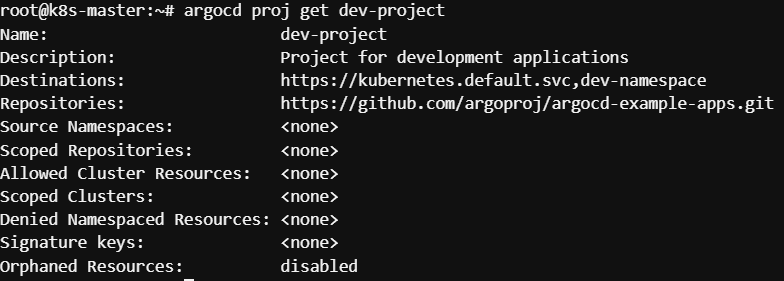 root@k8s-master:~# argocd proj get dev-project
Name:                        dev-project
Description:                 Project for development applications
Destinations:                https://kubernetes.default.svc,dev-namespace
Repositories:                https://github.com/argoproj/argocd-example-apps.git
Source Namespaces:           <none>
Scoped Repositories:         <none>
Allowed Cluster Resources:   <none>
Scoped Clusters:             <none>
Denied Namespaced Resources: <none>
Signature keys:              <none>
Orphaned Resources:          disabled